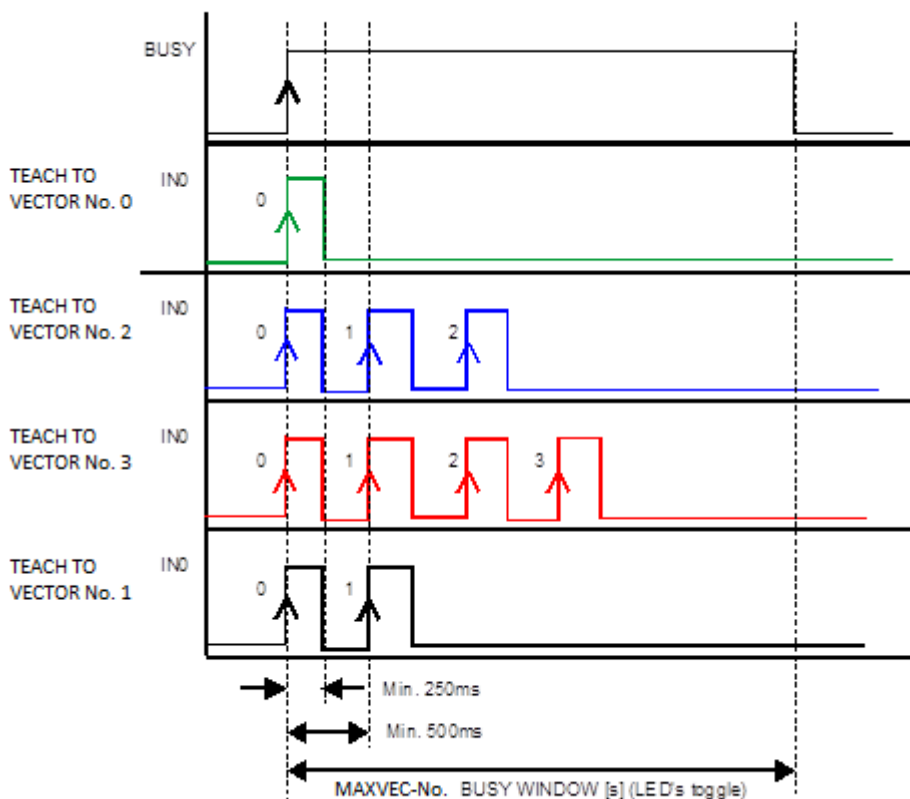 BUSY
TEACH TO IN0
VECTOR No. 0
0
TEACH TO IN0
VECTOR No. 2
0 1 2
TEACH TO IN0
VECTOR No. 3
0 1 2 3
TEACH TO IN0
VECTOR No. 1
0 1
Min. 250ms
Min. 500ms
MAXVEC-No. BUSY WINDOW [s] (LED's toggle)